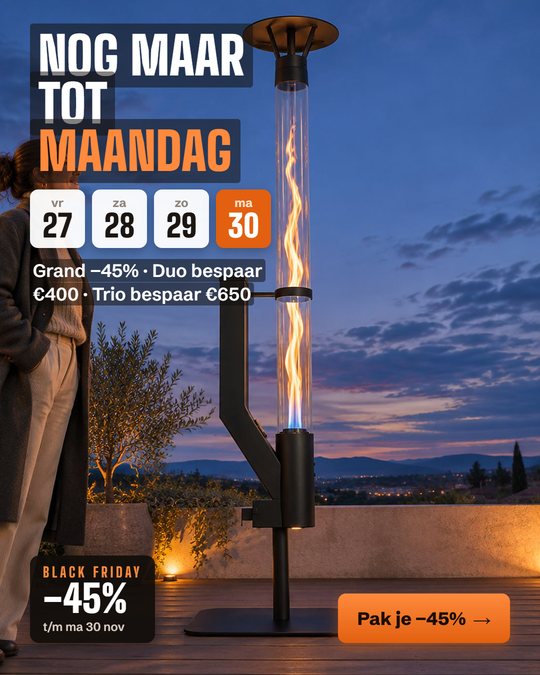 NOG MAAR
TOT
MAANDAG
vr
27
za
28
zo
29
ma
30
Grand −45% · Duo bespaar
€400 · Trio bespaar €650
BLACK FRIDAY
−45%
t/m ma 30 nov
Pak je −45% →